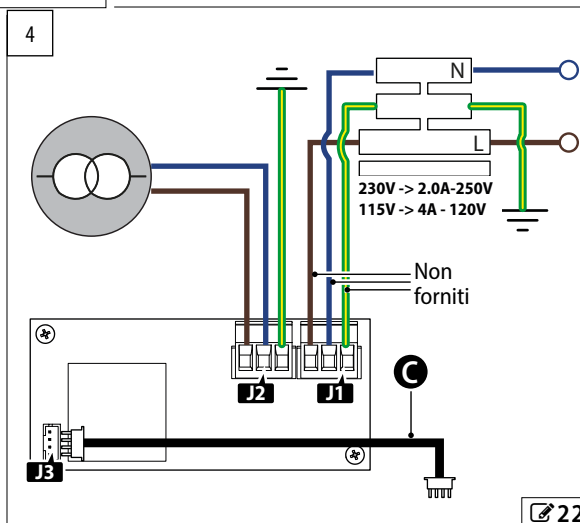 4
N
L
230V -> 2.0A-250V
115V -> 4A - 120V
Non
forniti
J2
J1
C
J3
22